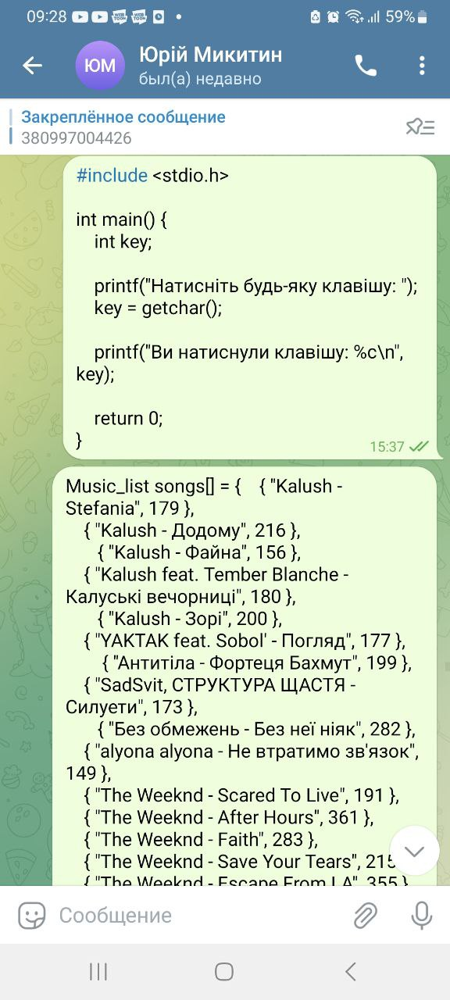 09:28
59%
ЮМ
Юрій Микитин
был(а) недавно
Закреплённое сообщение
380997004426
#include <stdio.h>
int main() {
int key;
printf("Натисніть будь-яку клавішу: ");
key = getchar();
printf("Ви натиснули клавішу: %c\n",
key);
return 0;
}
15:37
Music_list songs[] = { { "Kalush -
Stefania", 179 },
{ "Kalush - Додому", 216 },
{ "Kalush - Файна", 156 },
{ "Kalush feat. Tember Blanche -
Калуські вечорниці", 180 },
{ "Kalush - Зорі", 200 },
{ "YAKTAK feat. Sobol' - Погляд", 177 },
{ "Антитіла - Фортеця Бахмут", 199 },
{ "SadSvit, СТРУКТУРА ЩАСТЯ -
Силуети", 173 },
{ "Без обмежень - Без неї ніяк", 282 },
{ "alyona alyona - Не втратимо зв'язок",
149 },
{ "The Weeknd - Scared To Live", 191 },
{ "The Weeknd - After Hours", 361 },
{ "The Weeknd - Faith", 283 },
{ "The Weeknd - Save Your Tears", 215
{ "The Weeknd - Escape From LA", 355 }
Сообщение